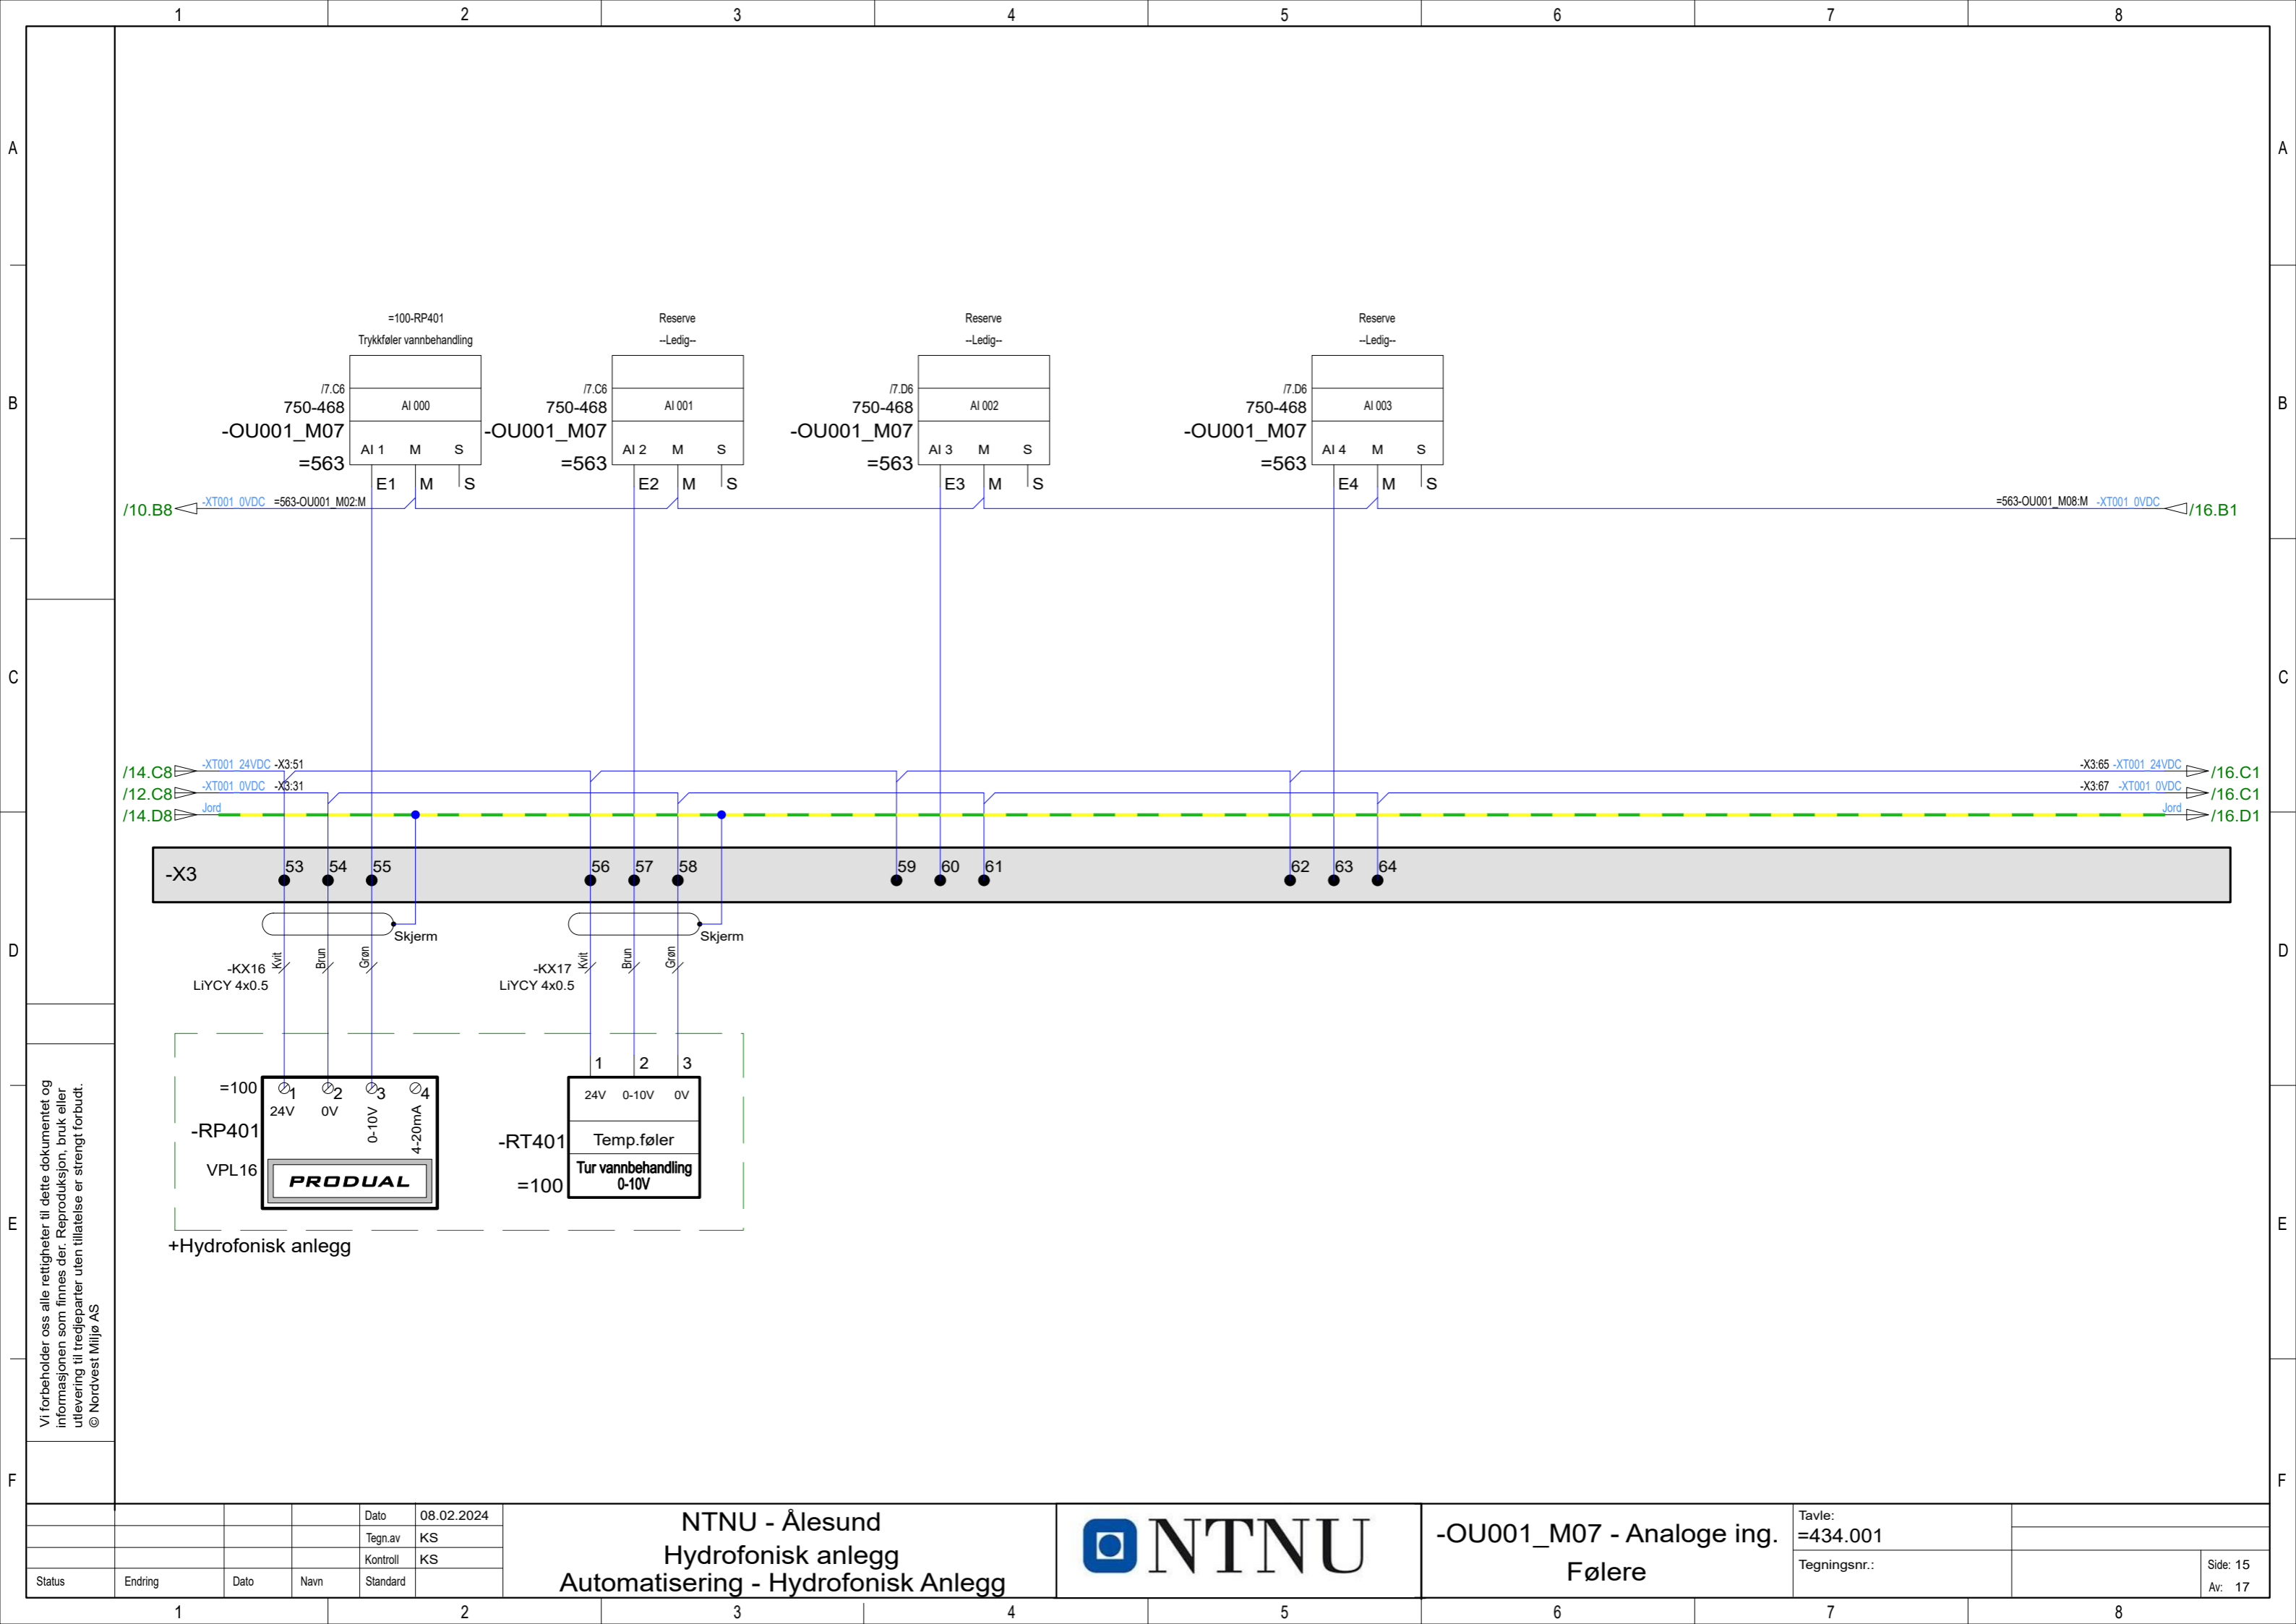 1 2 3 4 5 6 7 8
A A
=100-RP401 Reserve Reserve Reserve
Trykkføler vannbehandling --Ledig-- --Ledig-- --Ledig--
/7.C6 /7.C6 /7.D6 /7.D6
B 750-468 AI 000 750-468 AI 001 750-468 AI 002 750-468 AI 003 B
-OU001_M07 -OU001_M07 -OU001_M07 -OU001_M07
AI 1 M S AI 2 M S AI 3 M S AI 4 M S
=563 =563 =563 =563
E1 M S E2 M S E3 M S E4 M S
/10.B8 -XT001_0VDC =563-OU001_M02:M =563-OU001_M08:M -XT001_0VDC /16.B1
C C
/14.C8 -XT001_24VDC -X3:51 -X3:65 -XT001_24VDC /16.C1
/12.C8 -XT001_0VDC -X3:31 -X3:67 -XT001_0VDC /16.C1
/14.D8 Jord Jord /16.D1
-X3 53 54 55 56 57 58 59 60 61 62 63 64
Skjerm Skjerm
D D
Kvit Brun Grøn Kvit Brun Grøn
-KX16 -KX17
LiYCY 4x0.5 LiYCY 4x0.5
1 2 3
=100 1 2 3 4
24V 0V 0-10V 4-20mA
24V 0-10V 0V
-RP401
-RT401 Temp.føler
VPL16
PRODUAL
Tur vannbehandling
=100 0-10V
E E
+Hydrofonisk anlegg
Vi forbeholder oss alle rettigheter til dette dokumentet og
informasjonen som finnes der. Reproduksjon, bruk eller
utlevering til tredjeparter uten tillatelse er strengt forbudt.
© Nordvest Miljø AS
F F
Dato 08.02.2024
Tegn.av KS
Kontroll KS
Status Endring Dato Navn Standard
NTNU - Ålesund
Hydrofonisk anlegg
Automatisering - Hydrofonisk Anlegg
NTNU
-OU001_M07 - Analoge ing.
Følere
Tavle:
=434.001
Tegningsnr.:
Side: 15
Av: 17
1 2 3 4 5 6 7 8